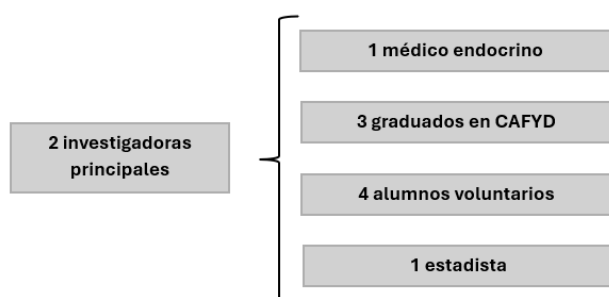 2 investigadoras
principales
1 médico endocrino
3 graduados en CAFYD
4 alumnos voluntarios
1 estadista